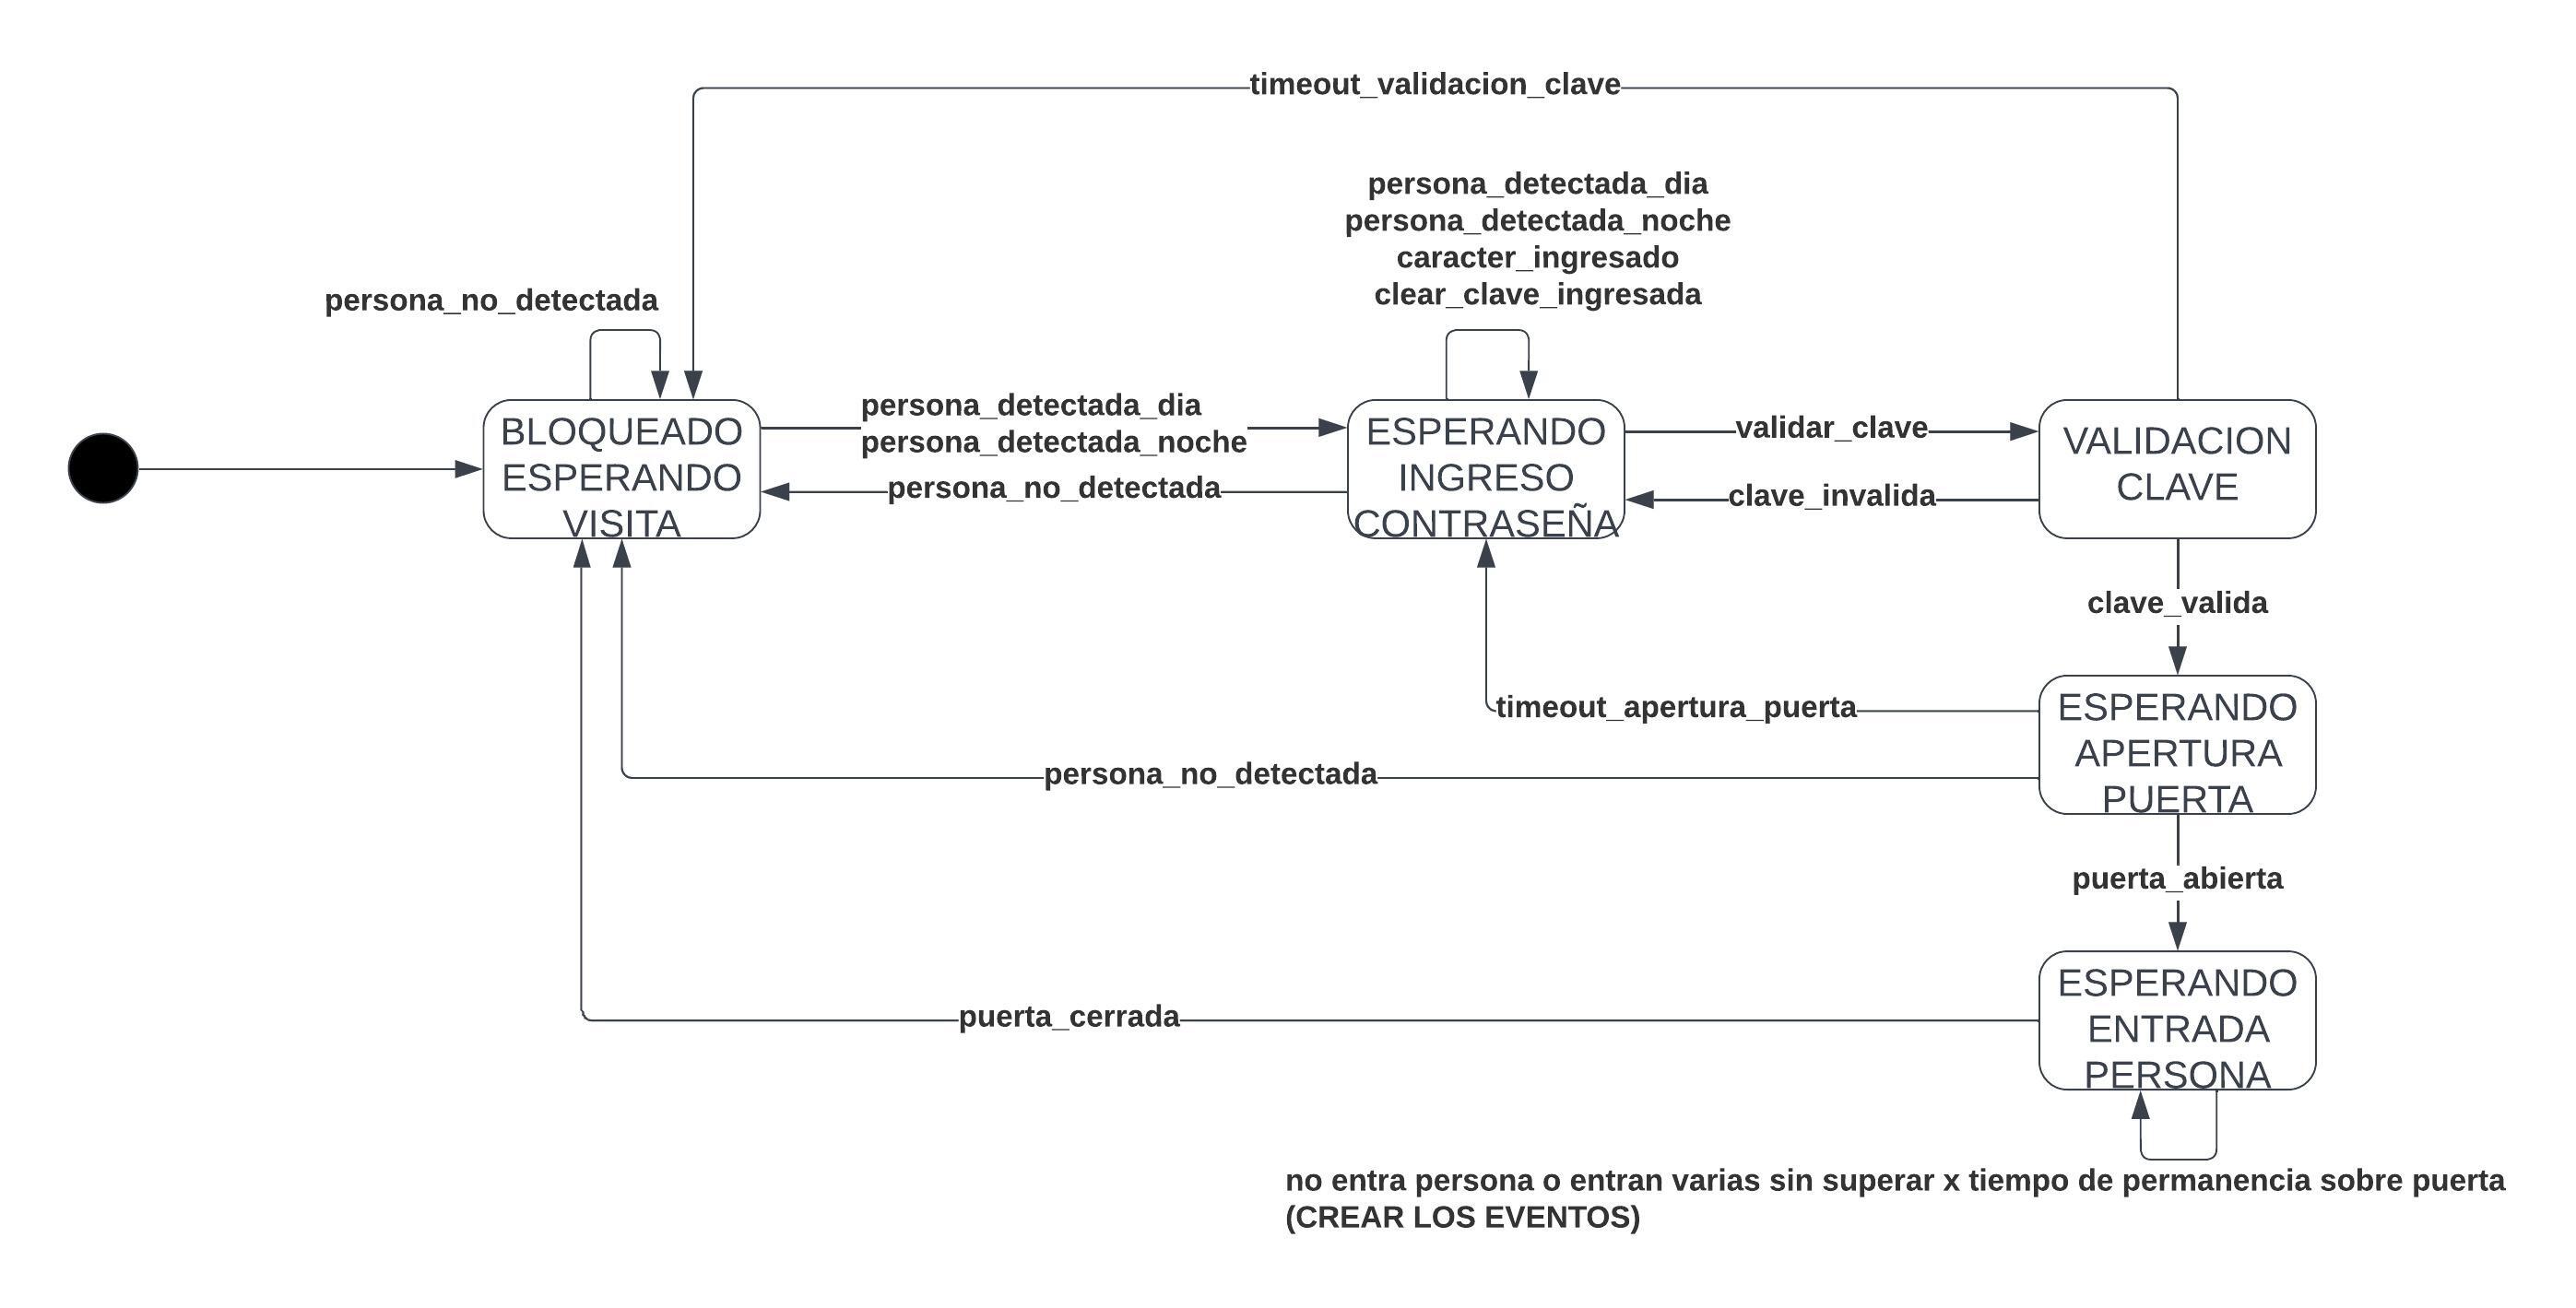 timeout_validacion_clave
persona_detectada_dia
persona_detectada_noche
caracter_ingresado
clear_clave_ingresada
persona_no_detectada
BLOQUEADO
ESPERANDO
VISITA
persona_detectada_dia
persona_detectada_noche
persona_no_detectada
ESPERANDO
INGRESO
CONTRASEÑA
validar_clave
clave_invalida
VALIDACION
CLAVE
clave_valida
timeout_apertura_puerta
persona_no_detectada
ESPERANDO
APERTURA
PUERTA
puerta_abierta
puerta_cerrada
ESPERANDO
ENTRADA
PERSONA
no entra persona o entran varias sin superar x tiempo de permanencia sobre puerta
(CREAR LOS EVENTOS)